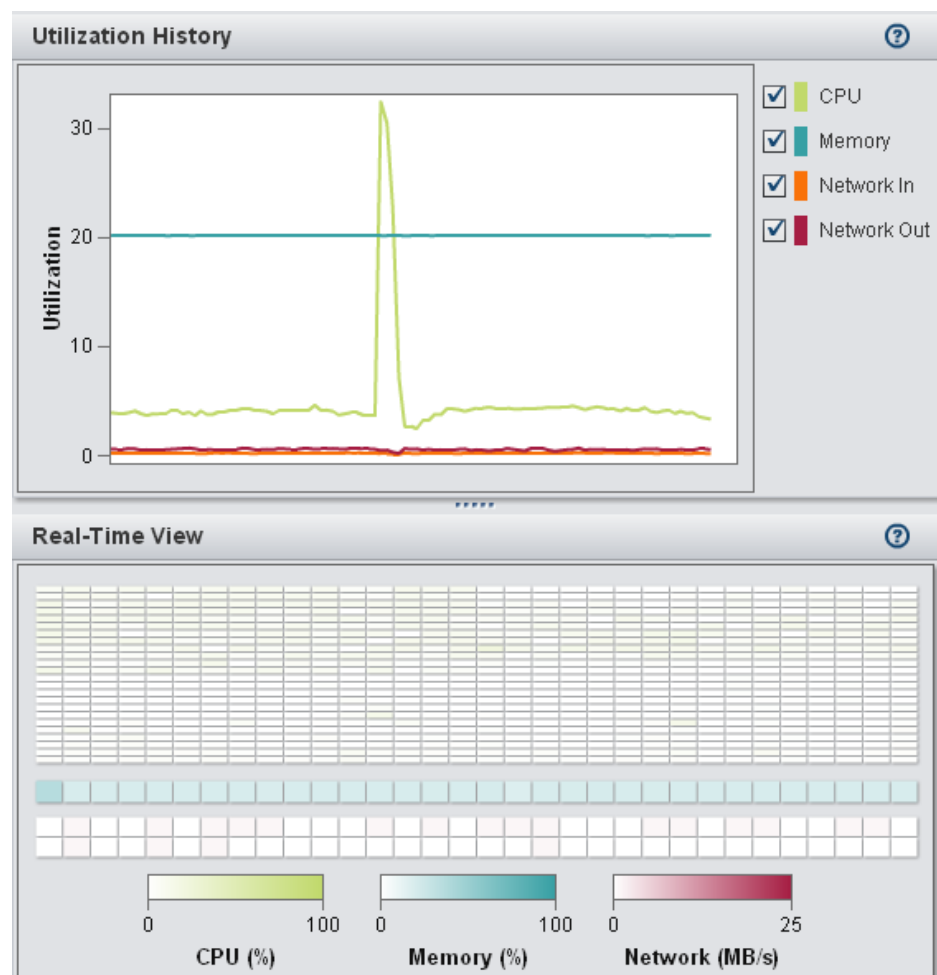 Utilization History
CPU
Memory
Network In
Network Out
30
20
10
0
Utilization
Real-Time View
0 100 0 100 0 25
CPU (%) Memory (%) Network (MB/s)